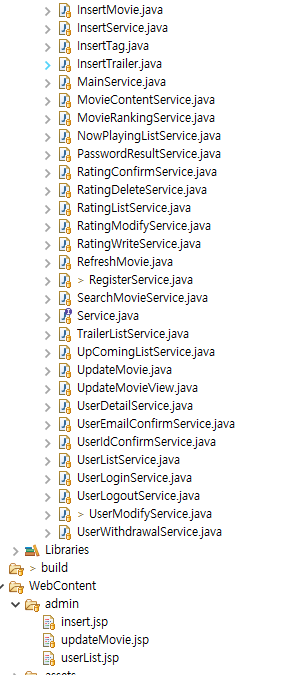 InsertMovie.java
InsertService.java
InsertTag.java
InsertTrailer.java
MainService.java
MovieContentService.java
MovieRankingService.java
NowPlayingListService.java
PasswordResultService.java
RatingConfirmService.java
RatingDeleteService.java
RatingListService.java
RatingModifyService.java
RatingWriteService.java
RefreshMovie.java
> RegisterService.java
SearchMovieService.java
Service.java
TrailerListService.java
UpComingListService.java
UpdateMovie.java
UpdateMovieView.java
UserDetailService.java
UserEmailConfirmService.java
UserIdConfirmService.java
UserListService.java
UserLoginService.java
UserLogoutService.java
> UserModifyService.java
UserWithdrawalService.java
Libraries
> build
WebContent
admin
insert.jsp
updateMovie.jsp
userList.jsp
assets